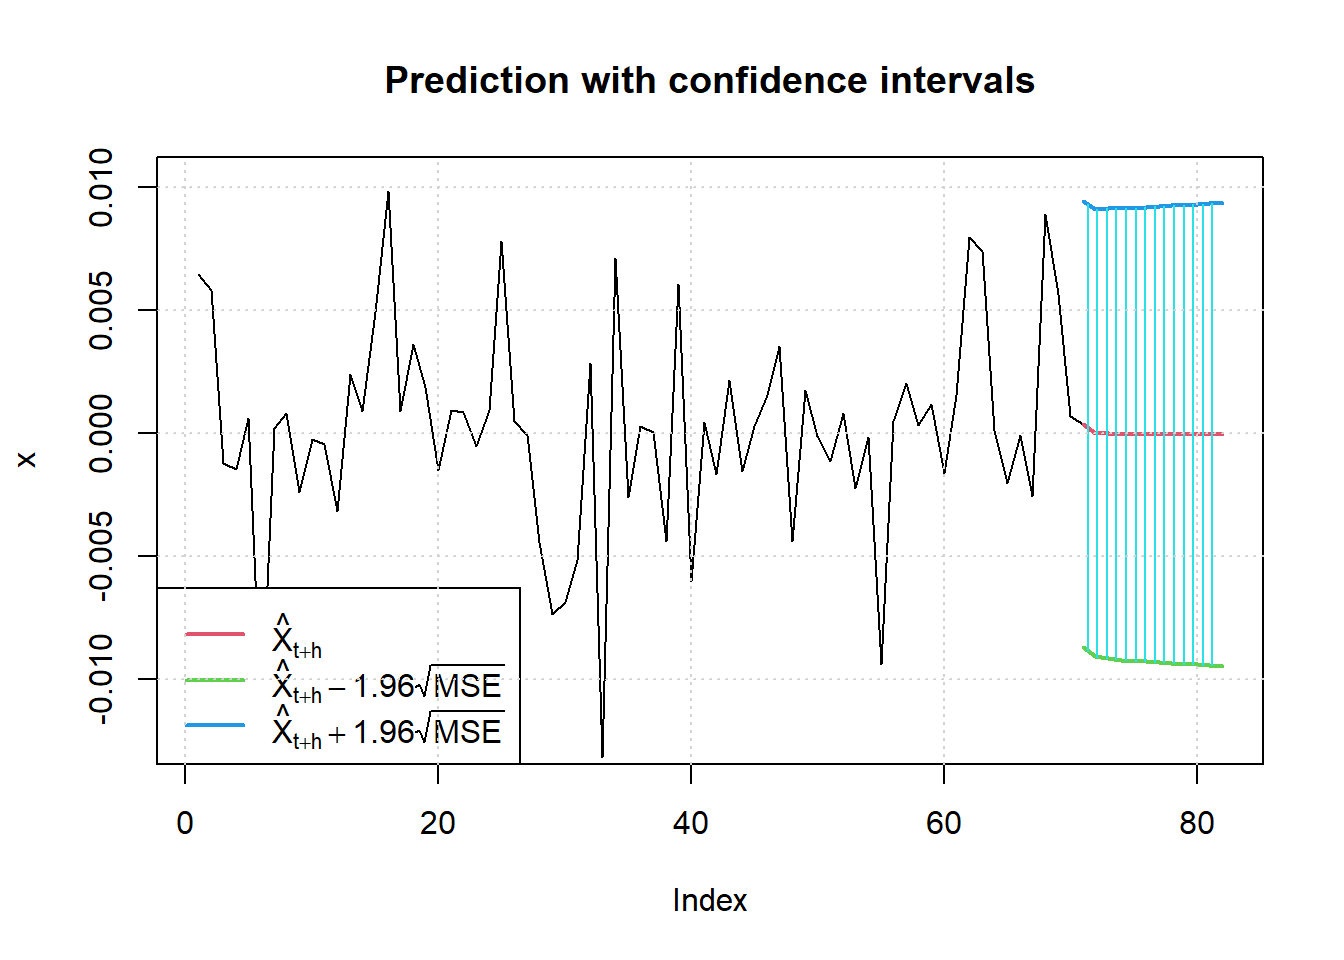 Prediction with confidence intervals
x
0.010
0.005
0.000
-0.005
-0.010
X̂t+h
X̂t+h − 1.96√MSE
X̂t+h + 1.96√MSE
0 20 40 60 80
Index